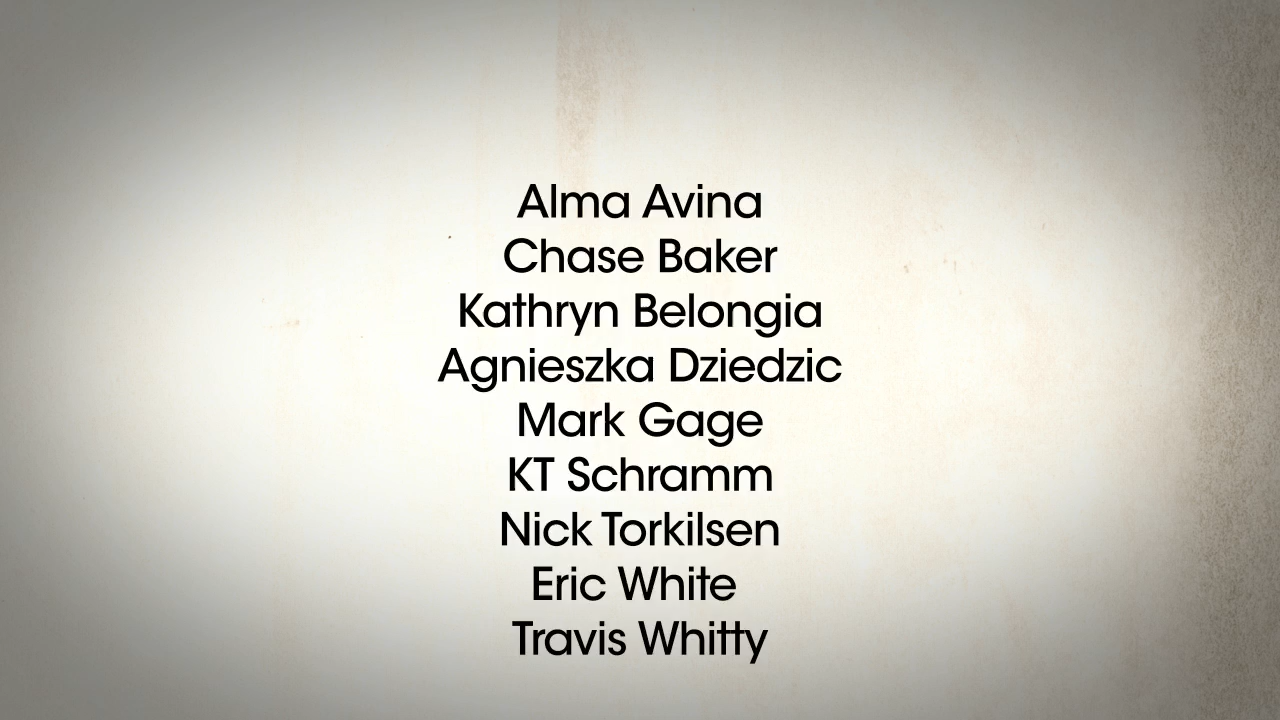 Alma Avina
Chase Baker
Kathryn Belongia
Agnieszka Dziedzic
Mark Gage
KT Schramm
Nick Torkilsen
Eric White
Travis Whitty